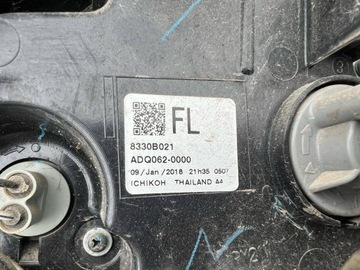 FL
8330B021
ADQ062-0000
09/Jan/2018 21h35 0507
ICHIKOH THAILAND A4